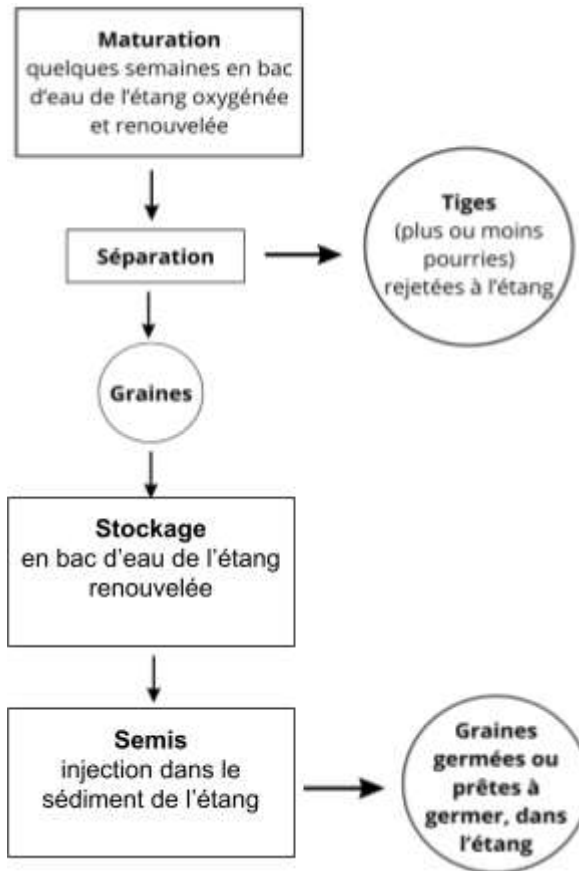 Maturation
quelques semaines en bac
d'eau de l'étang oxygénée
et renouvelée
Séparation
Tiges
(plus ou moins
pourries)
rejetées à l'étang
Graines
Stockage
en bac d'eau de l'étang
renouvelée
Semis
injection dans le
sédiment de l'étang
Graines
germées ou
prêtes à
germer, dans
l'étang